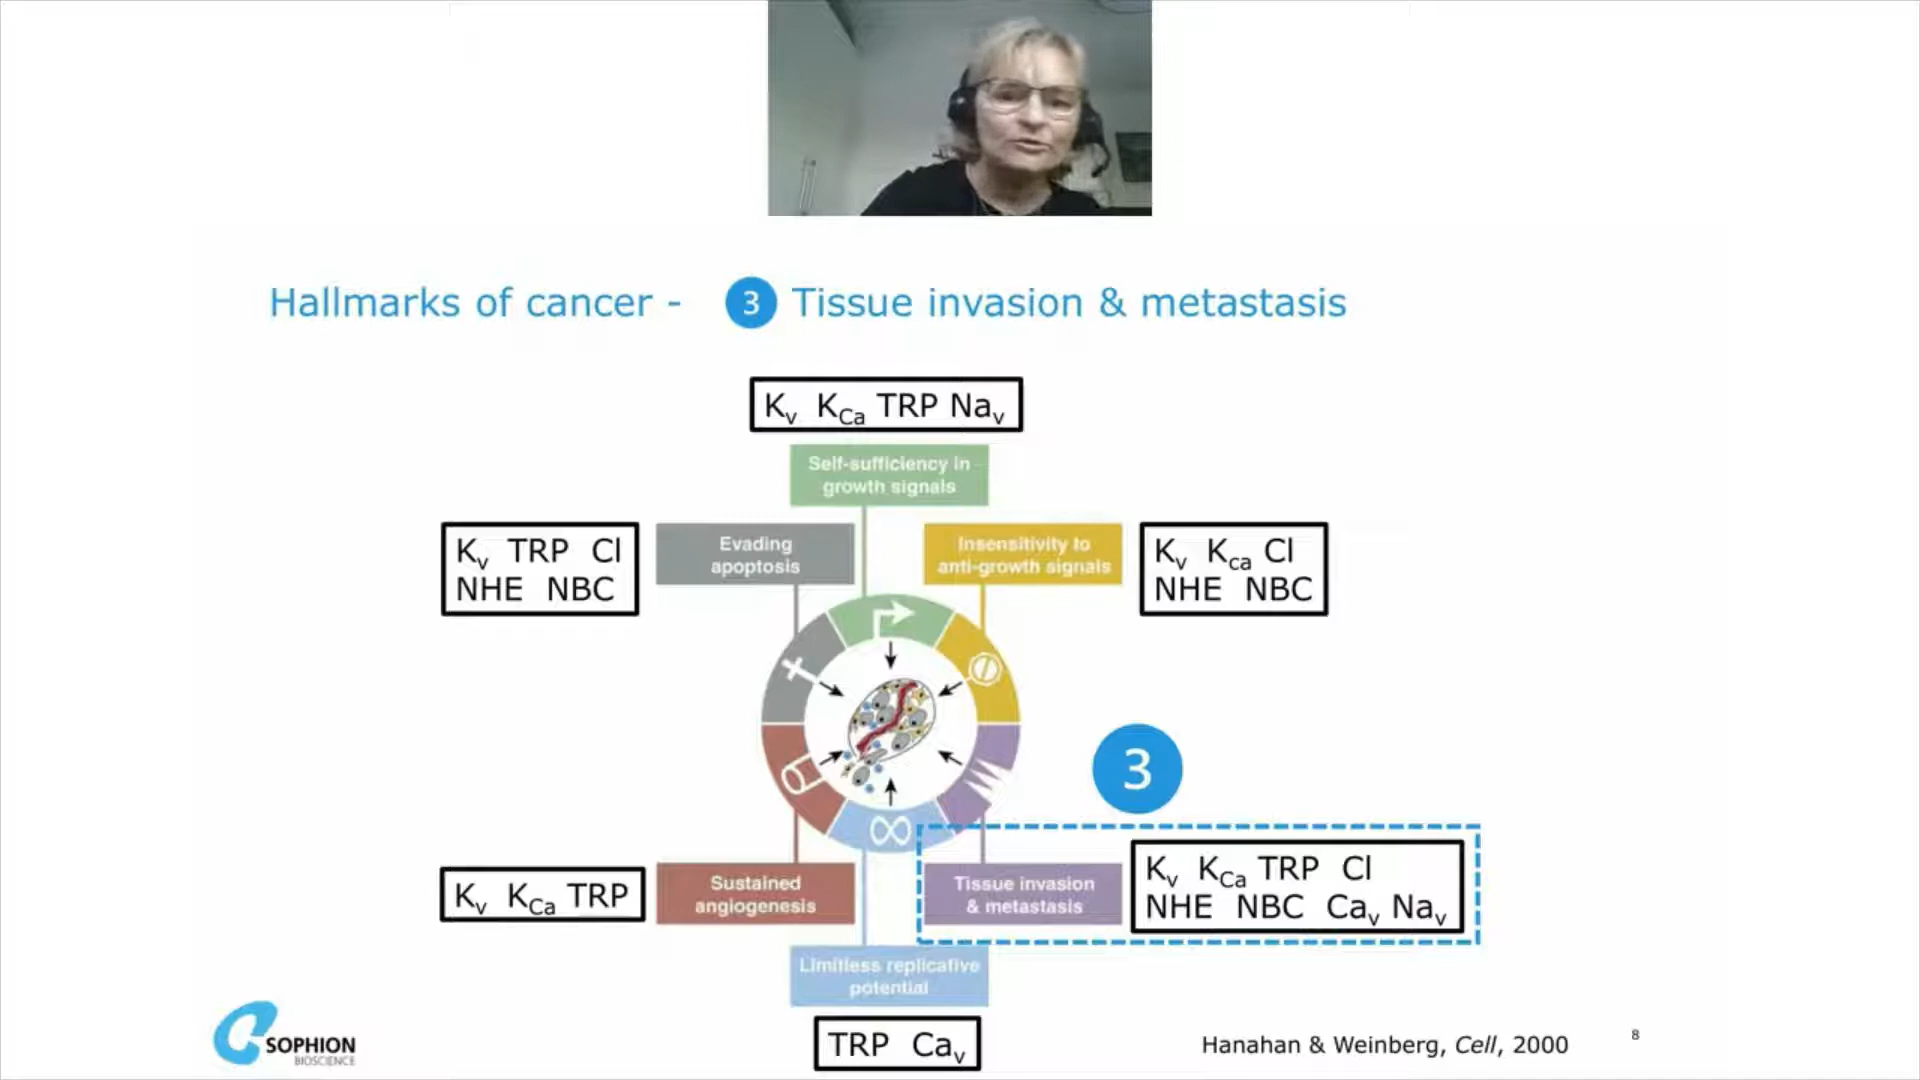 Hallmarks of cancer - 3 Tissue invasion & metastasis
Kv KCa TRP Nav
Self-sufficiency in
growth signals
Kv TRP Cl
NHE NBC
Evading
apoptosis
Insensitivity to
anti-growth signals
Kv Kca Cl
NHE NBC
3
Kv KCa TRP
Sustained
angiogenesis
Tissue invasion
& metastasis
Kv KCa TRP Cl
NHE NBC Cav Nav
Limitless replicative
potential
TRP Cav
SOPHION
BIOSCIENCE
Hanahan & Weinberg, Cell, 2000
8